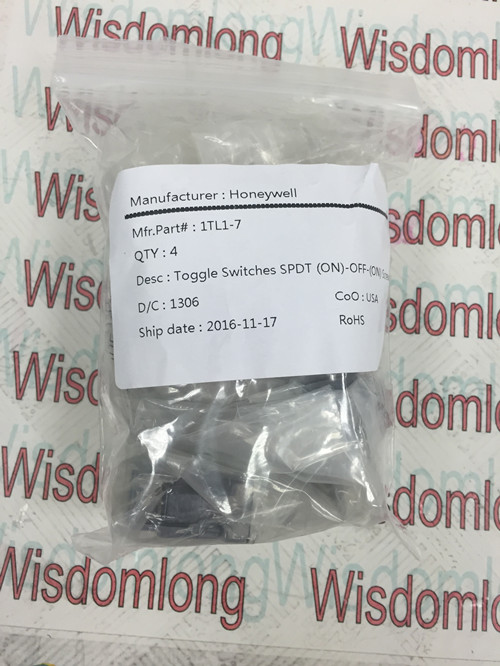 Wisdomlong
Wisdomlong
Manufacturer : Honeywell
Mfr.Part# : 1TL1-7
QTY : 4
Desc : Toggle Switches SPDT (ON)-OFF-(ON)
D/C : 1306
CoO : USA
Ship date : 2016-11-17
RoHS
Wisdomlong
Wisdomlong